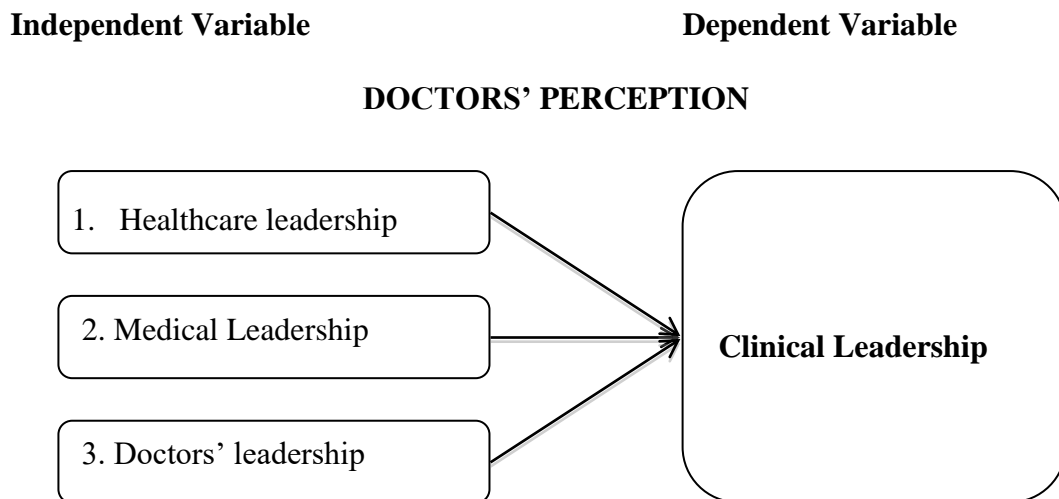 Independent Variable
Dependent Variable
DOCTORS’ PERCEPTION
1. Healthcare leadership
2. Medical Leadership
3. Doctors’ leadership
Clinical Leadership